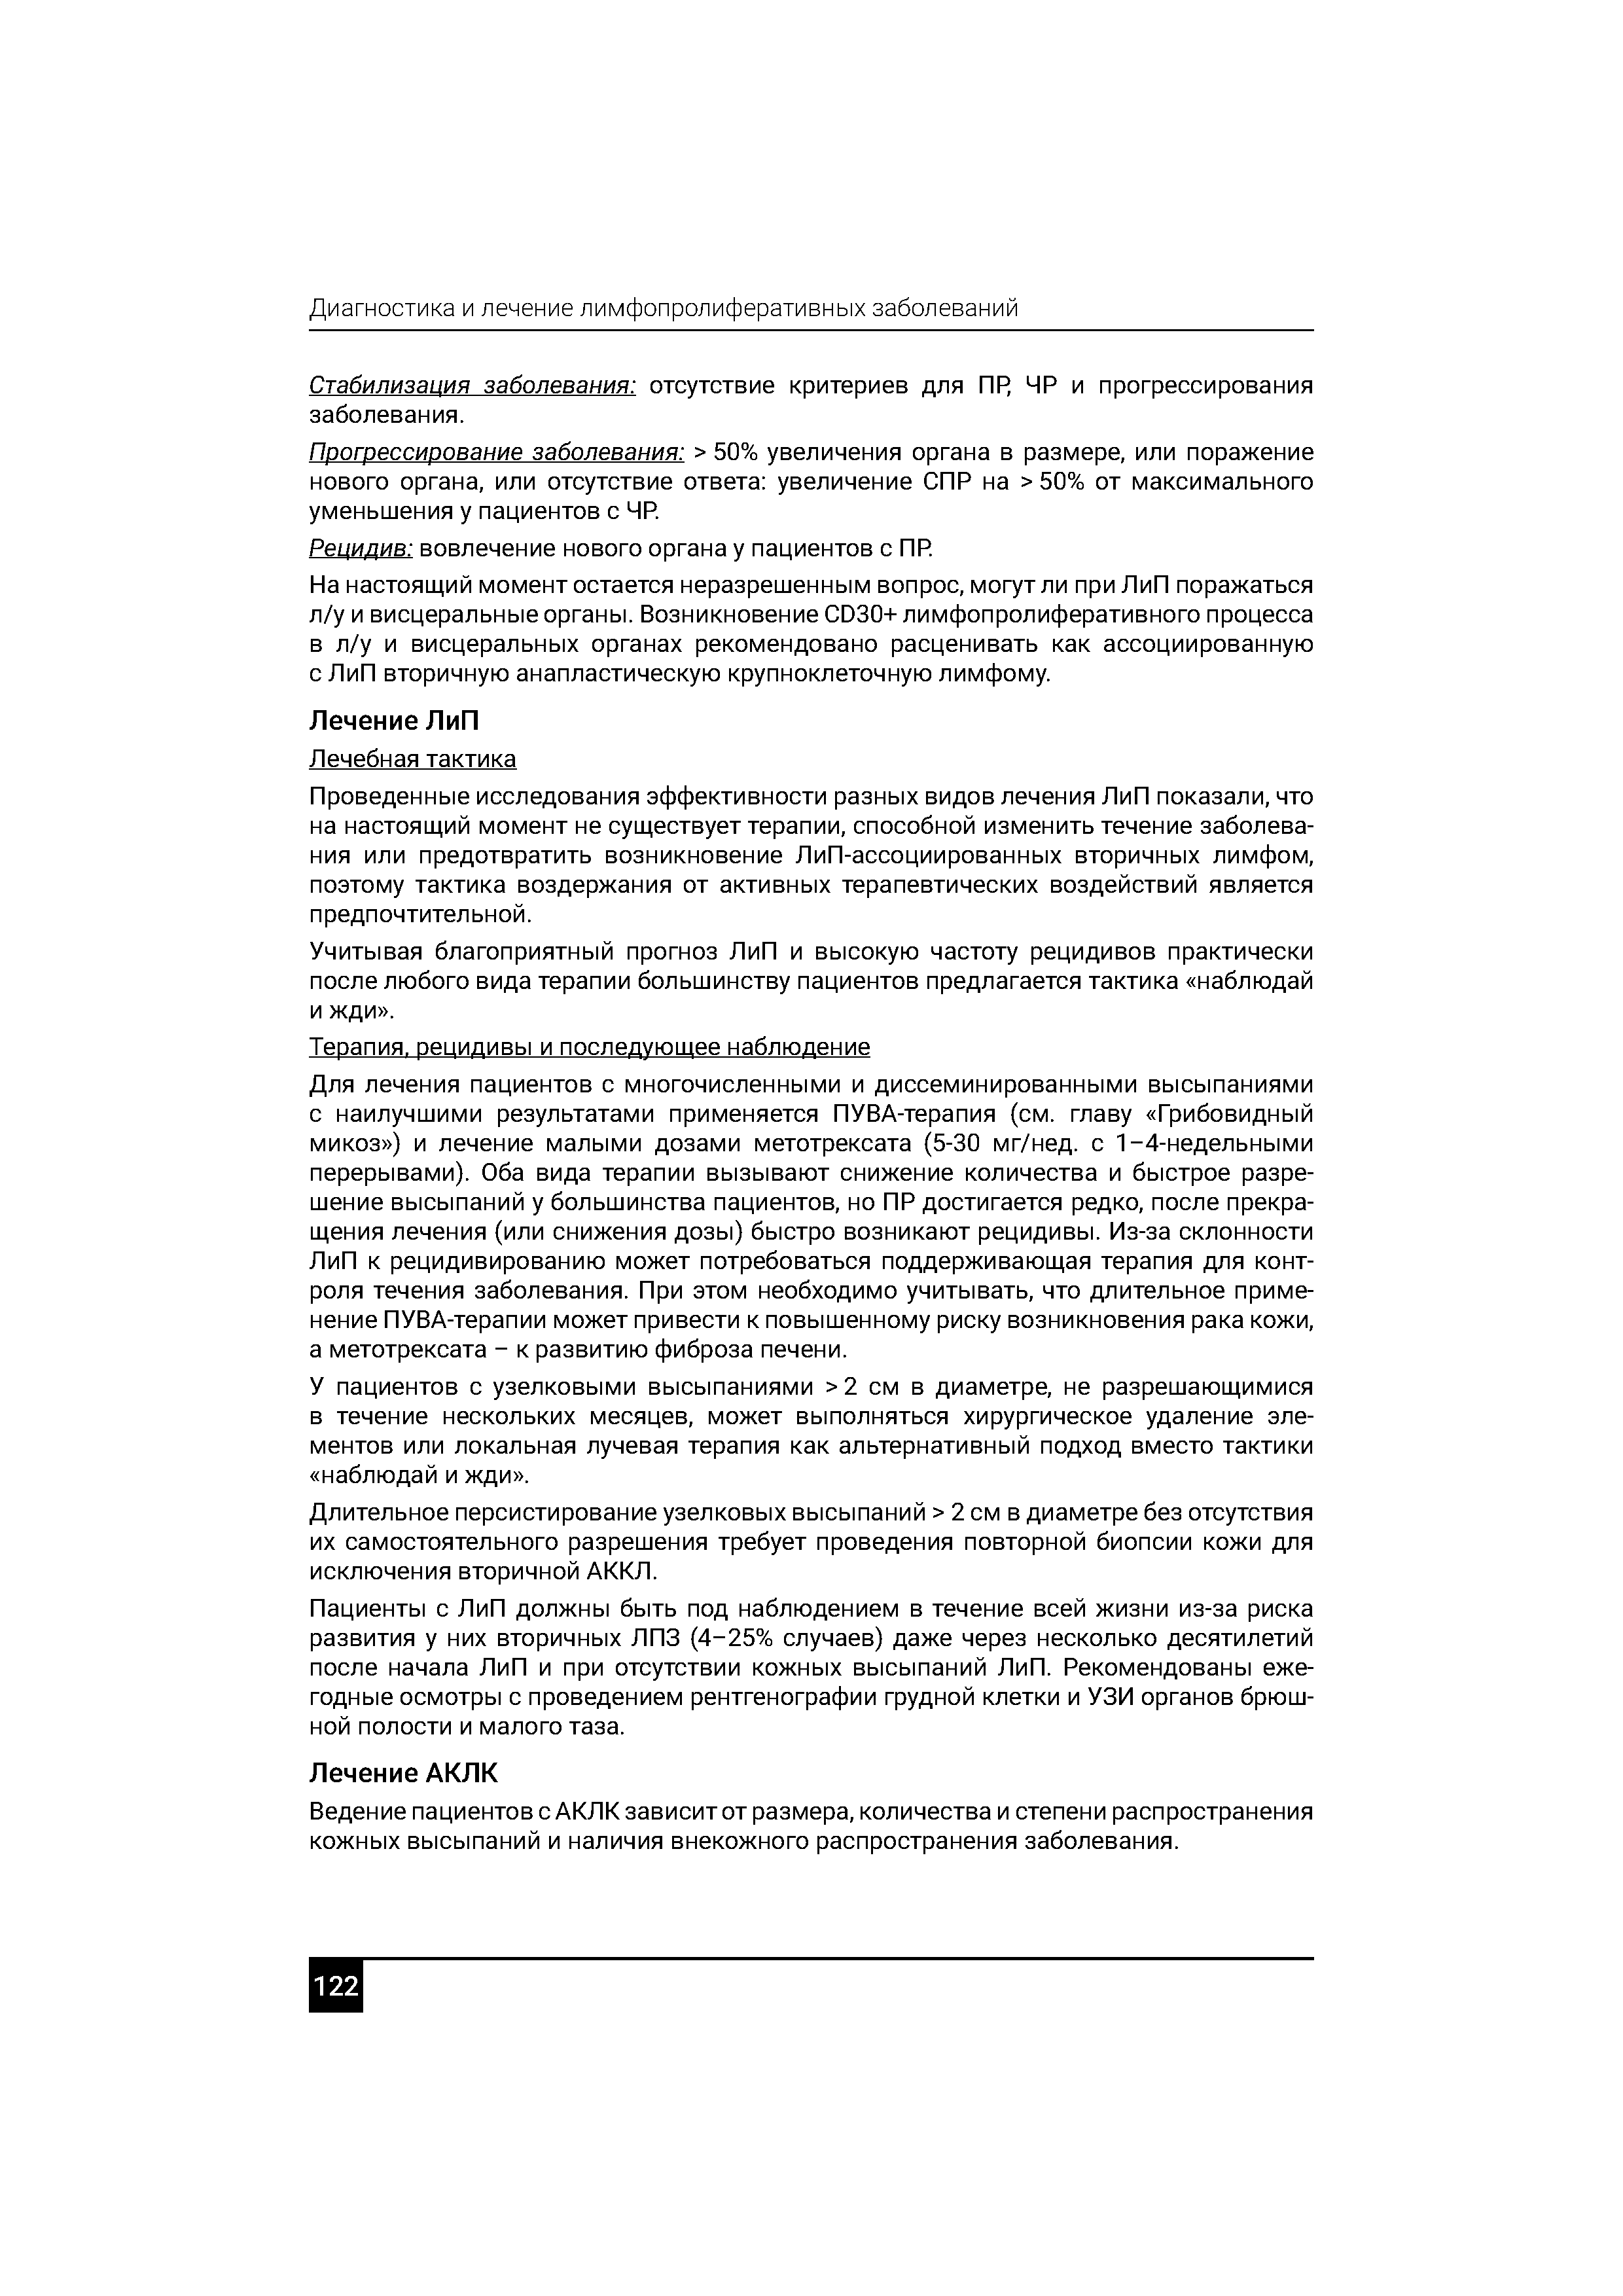 Диагностика и лечение лимфопролиферативных заболеваний
Стабилизация заболевания: отсутствие критериев для ПР, ЧР и прогрессирования
заболевания.
Прогрессирование заболевания: > 50% увеличения органа в размере, или поражение
нового органа, или отсутствие ответа: увеличение СПР на > 50% от максимального
уменьшения у пациентов с ЧР.
Рецидив: вовлечение нового органа у пациентов с ПР.
На настоящий момент остается неразрешенным вопрос, могут ли при ЛиП поражаться
л/у и висцеральные органы. Возникновение CD30+ лимфопролиферативного процесса
в л/у и висцеральных органах рекомендовано расценивать как ассоциированную
с ЛиП вторичную анапластическую крупноклеточную лимфому.
Лечение ЛиП
Лечебная тактика
Проведенные исследования эффективности разных видов лечения ЛиП показали, что
на настоящий момент не существует терапии, способной изменить течение заболева-
ния или предотвратить возникновение ЛиП-ассоциированных вторичных лимфом,
поэтому тактика воздержания от активных терапевтических воздействий является
предпочтительной.
Учитывая благоприятный прогноз ЛиП и высокую частоту рецидивов практически
после любого вида терапии большинству пациентов предлагается тактика «наблюдай
и жди».
Терапия, рецидивы и последующее наблюдение
Для лечения пациентов с многочисленными и диссеминированными высыпаниями
с наилучшими результатами применяется ПУВА-терапия (см. главу «Грибовидный
микоз») и лечение малыми дозами метотрексата (5-30 мг/нед. с 1–4-недельными
перерывами). Оба вида терапии вызывают снижение количества и быстрое разре-
шение высыпаний у большинства пациентов, но ПР достигается редко, после прекра-
щения лечения (или снижения дозы) быстро возникают рецидивы. Из-за склонности
ЛиП к рецидивированию может потребоваться поддерживающая терапия для конт-
роля течения заболевания. При этом необходимо учитывать, что длительное приме-
нение ПУВА-терапии может привести к повышенному риску возникновения рака кожи,
а метотрексата – к развитию фиброза печени.
У пациентов с узелковыми высыпаниями > 2 см в диаметре, не разрешающимися
в течение нескольких месяцев, может выполняться хирургическое удаление эле-
ментов или локальная лучевая терапия как альтернативный подход вместо тактики
«наблюдай и жди».
Длительное персистирование узелковых высыпаний > 2 см в диаметре без отсутствия
их самостоятельного разрешения требует проведения повторной биопсии кожи для
исключения вторичной АККЛ.
Пациенты с ЛиП должны быть под наблюдением в течение всей жизни из-за риска
развития у них вторичных ЛПЗ (4–25% случаев) даже через несколько десятилетий
после начала ЛиП и при отсутствии кожных высыпаний ЛиП. Рекомендованы еже-
годные осмотры с проведением рентгенографии грудной клетки и УЗИ органов брюш-
ной полости и малого таза.
Лечение АКЛК
Ведение пациентов с АКЛК зависит от размера, количества и степени распространения
кожных высыпаний и наличия внекожного распространения заболевания.
122